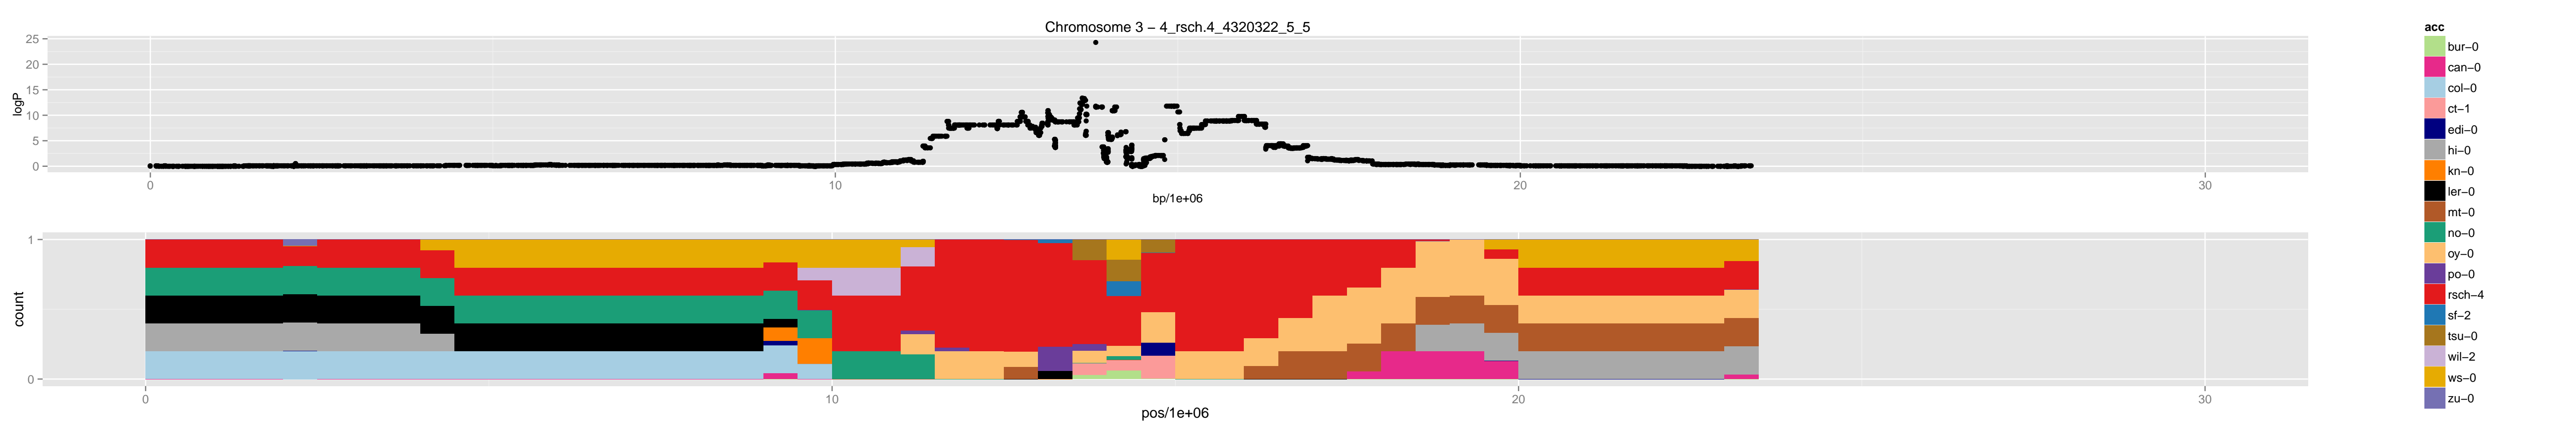 Chromosome 3 − 4_rsch.4_4320322_5_5
25
20
15
10
5
0
logP
0 10 20 30
bp/1e+06
1
0
count
0 10 20 30
pos/1e+06
acc
bur−0
can−0
col−0
ct−1
edi−0
hi−0
kn−0
ler−0
mt−0
no−0
oy−0
po−0
rsch−4
sf−2
tsu−0
wil−2
ws−0
zu−0